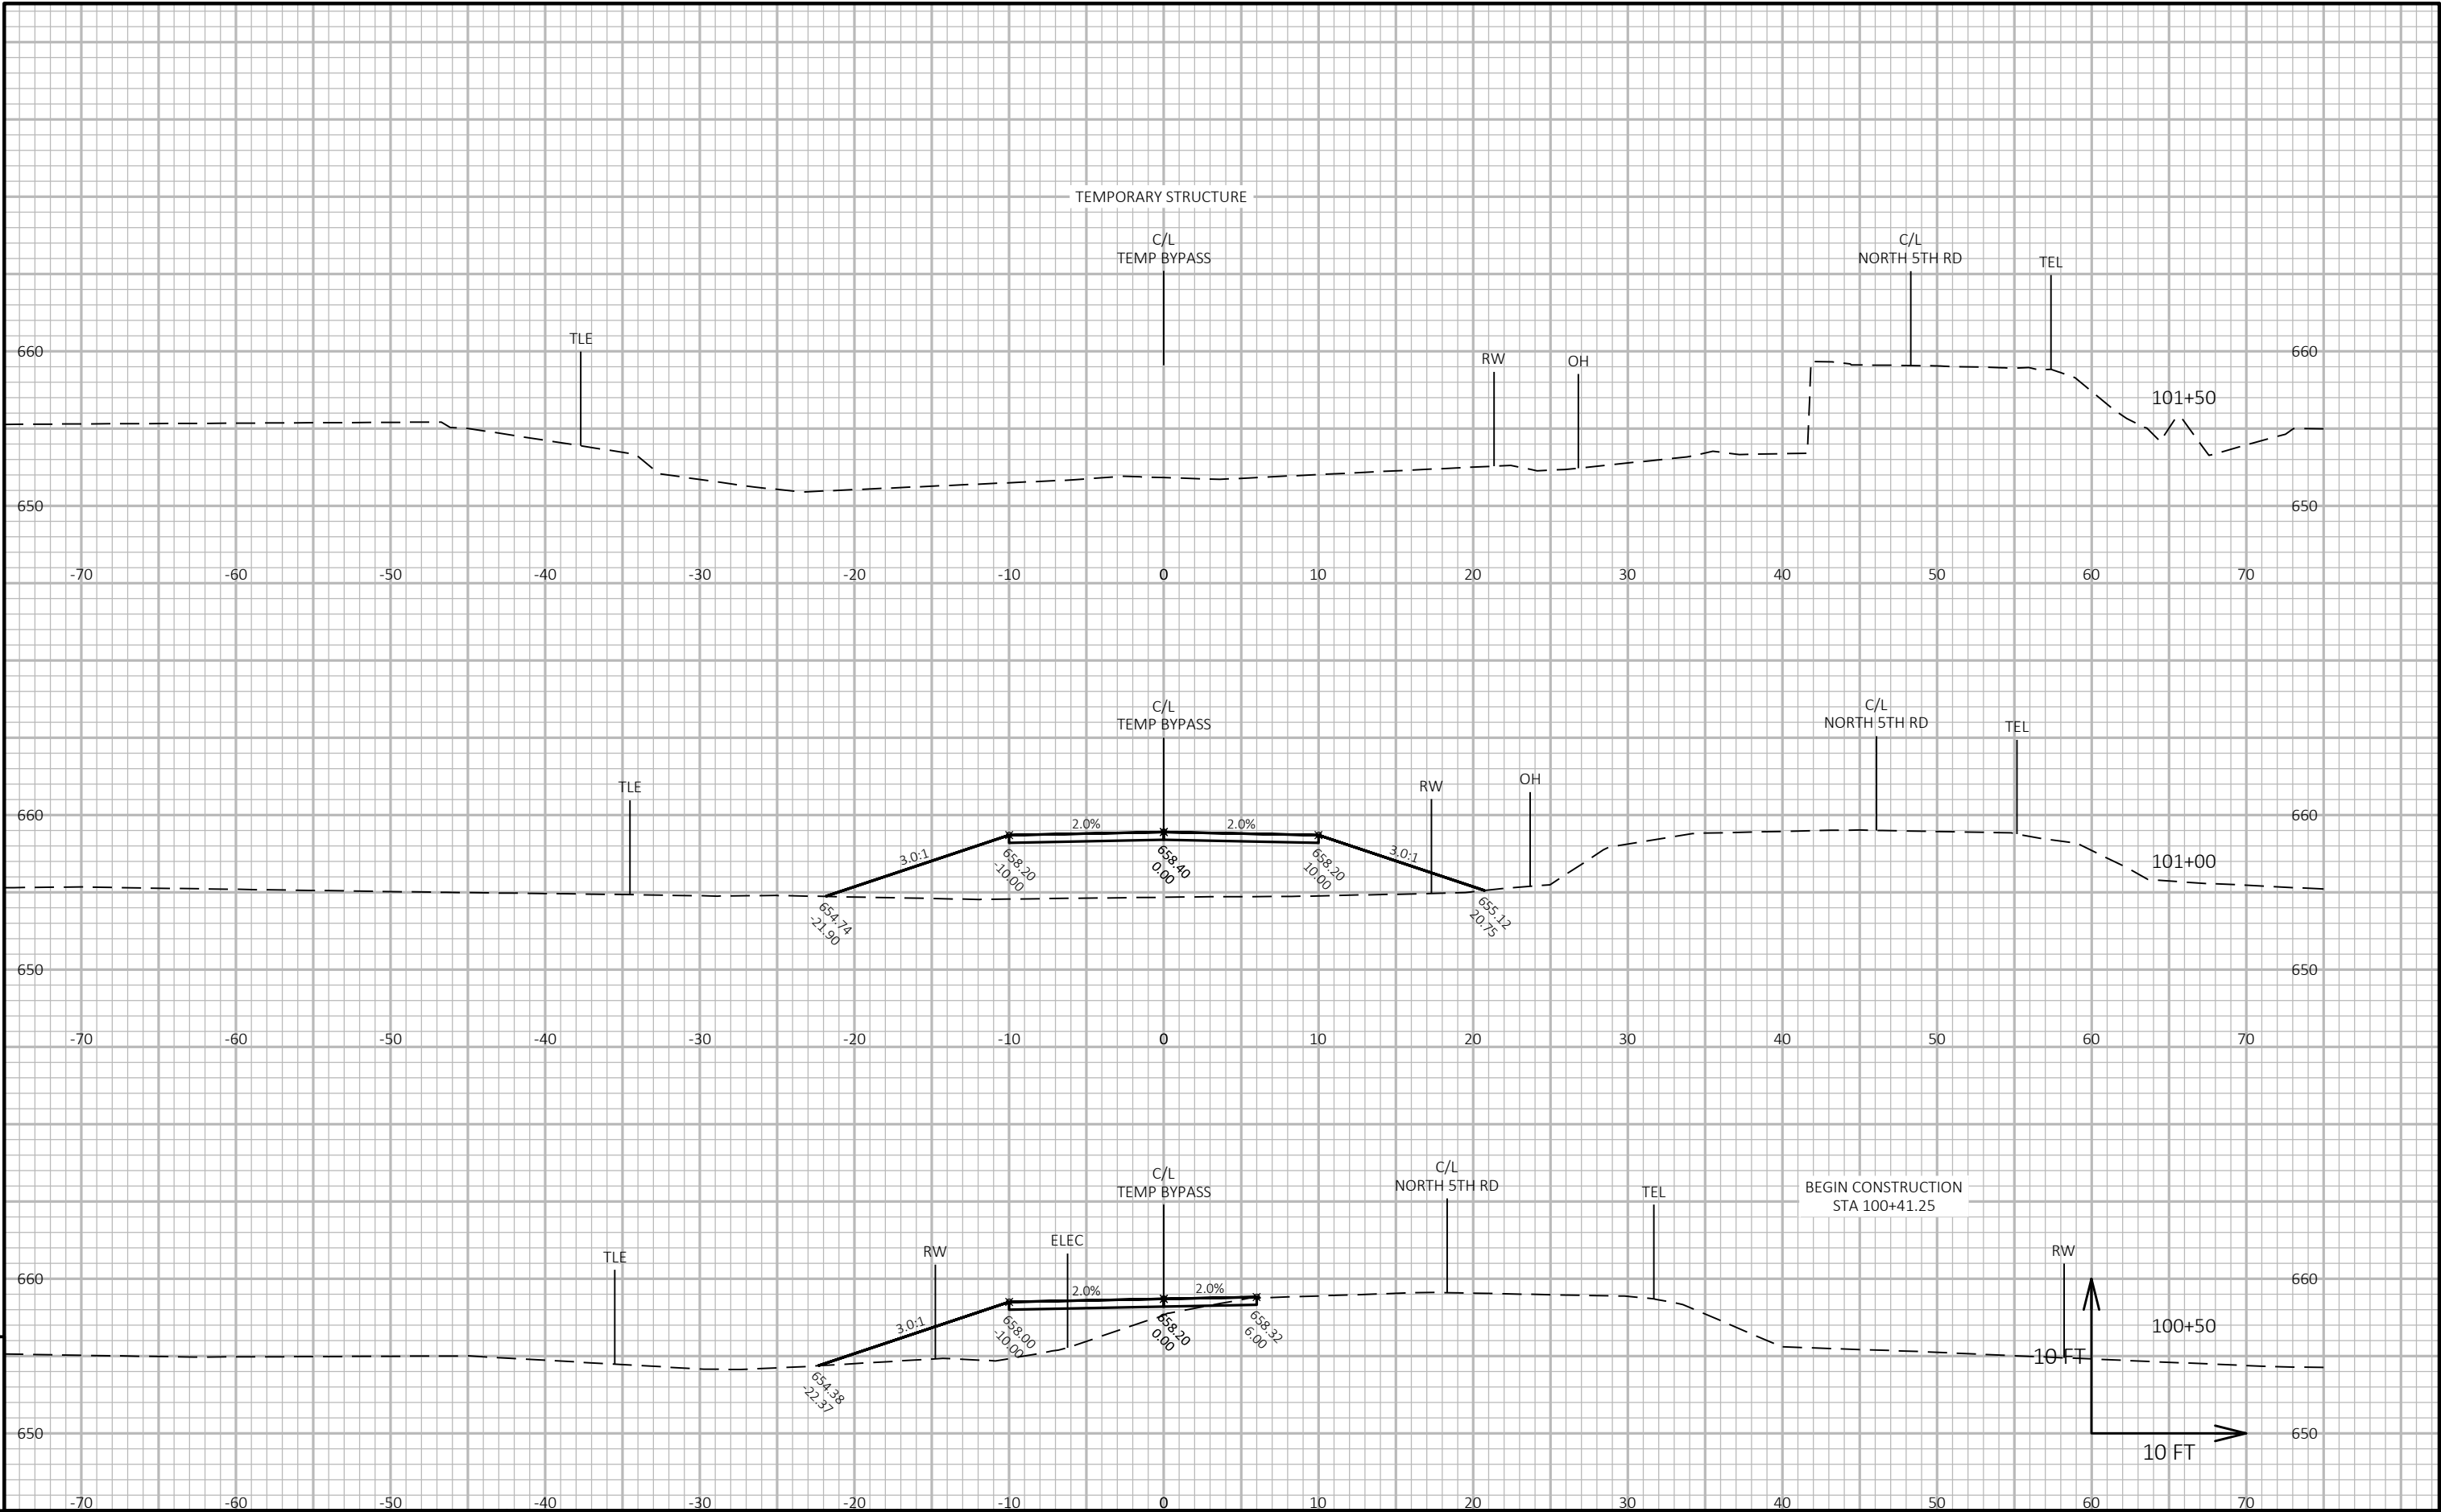 TEMPORARY STRUCTURE
C/L
TEMP BYPASS
C/L
NORTH 5TH RD
TEL
TLE
RW
OH
660
660
101+50
650
650
-70 -60 -50 -40 -30 -20 -10 0 10 20 30 40 50 60 70
C/L
TEMP BYPASS
C/L
NORTH 5TH RD
TEL
TLE
RW
OH
660
660
2.0%
2.0%
3.0:1
3.0:1
658.20
-10.00
658.40
0.00
658.20
10.00
101+00
654.74
-21.90
655.12
20.75
650
650
-70 -60 -50 -40 -30 -20 -10 0 10 20 30 40 50 60 70
C/L
TEMP BYPASS
C/L
NORTH 5TH RD
TEL
BEGIN CONSTRUCTION
STA 100+41.25
TLE
RW
ELEC
RW
660
660
2.0%
2.0%
3.0:1
658.00
-10.00
658.20
0.00
658.32
6.00
100+50
10 FT
654.38
-22.37
650
650
10 FT
-70 -60 -50 -40 -30 -20 -10 0 10 20 30 40 50 60 70